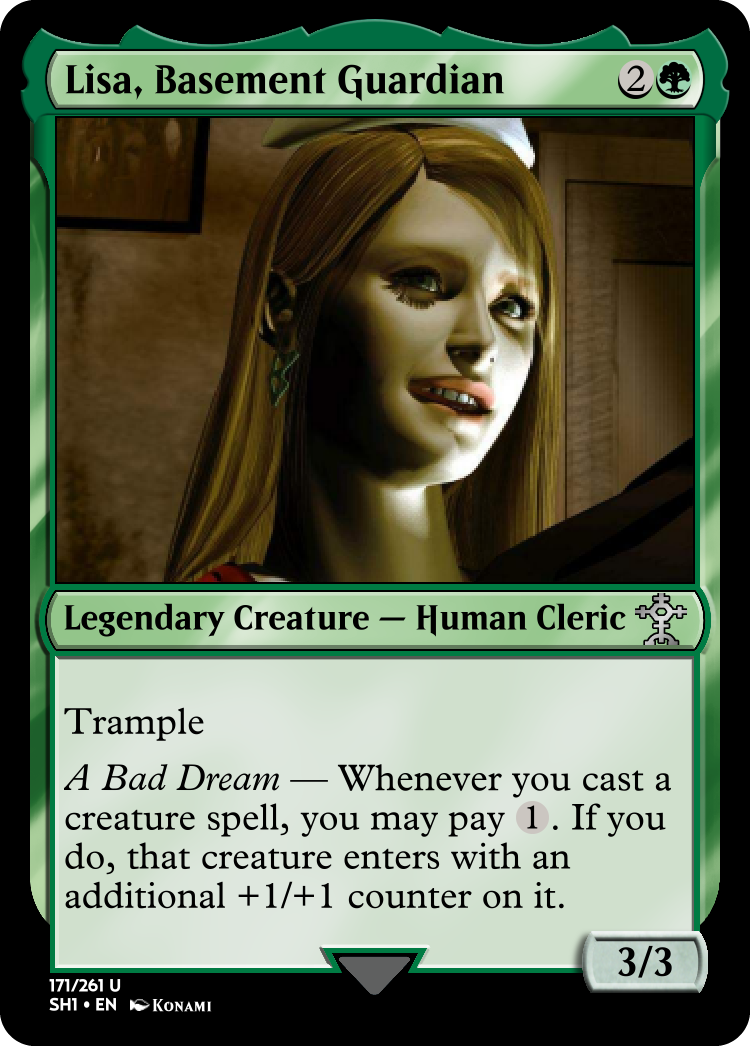 Lisa, Basement Guardian 2
Legendary Creature — Human Cleric
Trample
A Bad Dream — Whenever you cast a
creature spell, you may pay 1. If you
do, that creature enters with an
additional +1/+1 counter on it.
3/3
171/261 U
SH1 • EN KONAMI